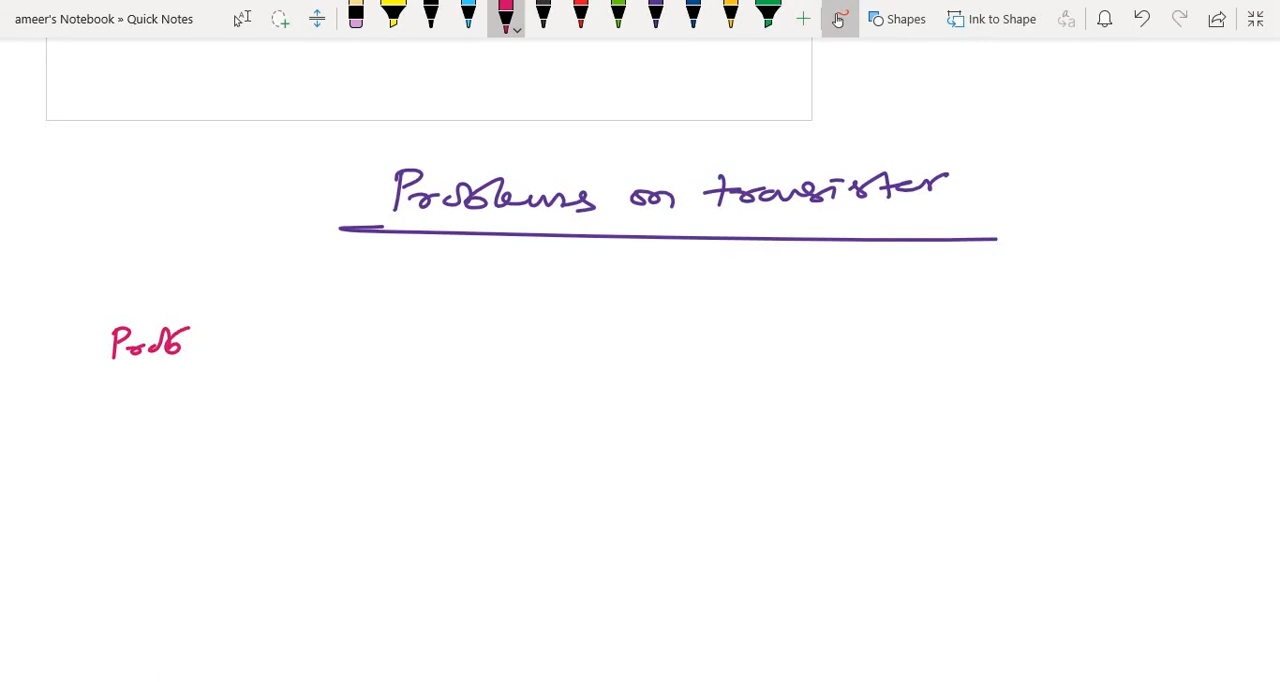 ameer's Notebook » Quick Notes
Shapes
Ink to Shape
Problems on transistor
Prob